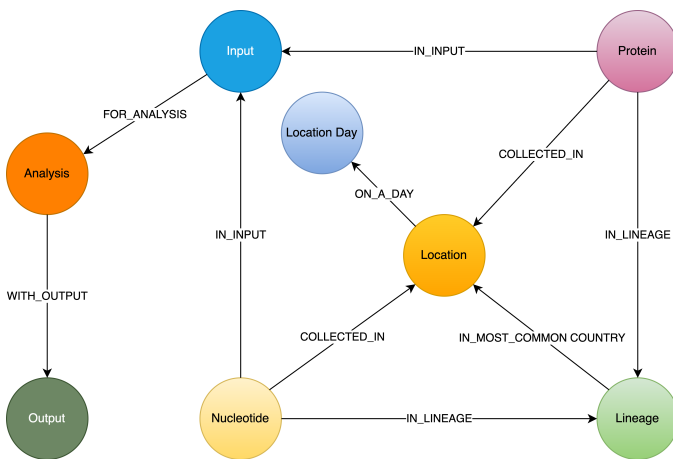 Input
IN_INPUT
Protein
FOR_ANALYSIS
Location Day
Analysis
COLLECTED_IN
ON_A_DAY
IN_INPUT
IN_LINEAGE
Location
WITH_OUTPUT
COLLECTED_IN
IN_MOST_COMMON COUNTRY
Output
Nucleotide
IN_LINEAGE
Lineage